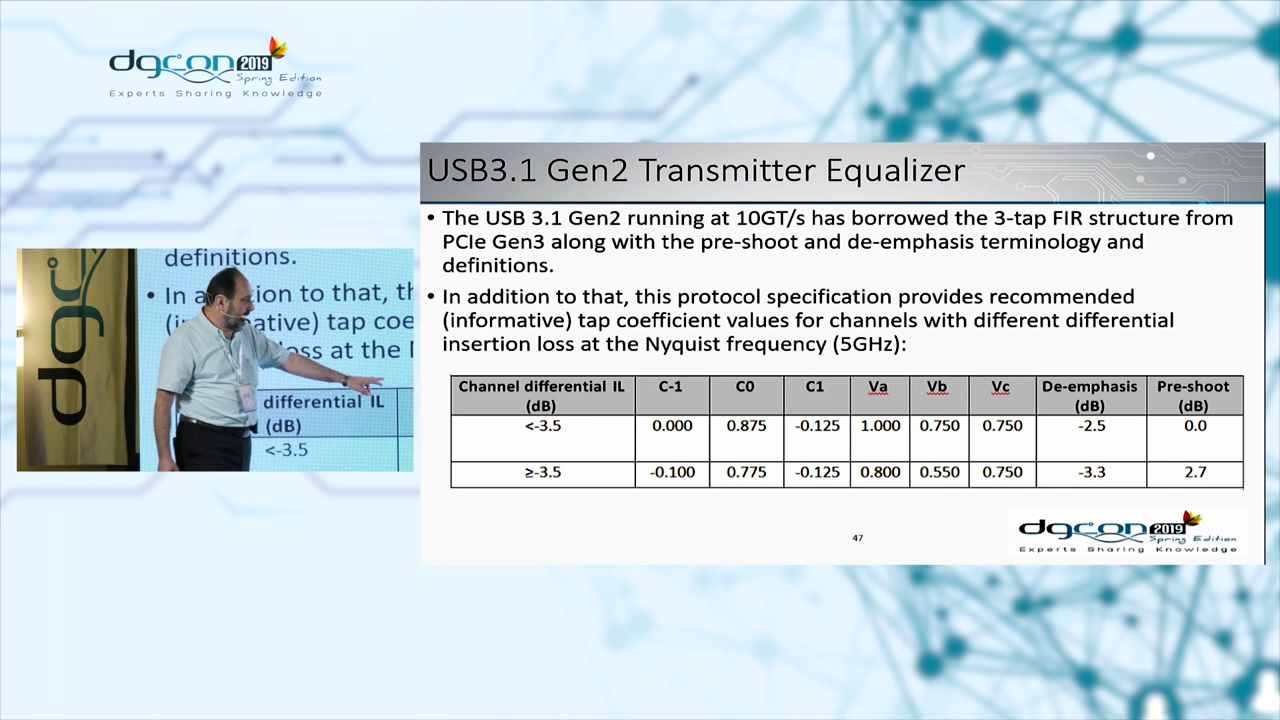 dgcon 2019
Spring Edition
Experts Sharing Knowledge
USB3.1 Gen2 Transmitter Equalizer
• The USB 3.1 Gen2 running at 10GT/s has borrowed the 3-tap FIR structure from
PCIe Gen3 along with the pre-shoot and de-emphasis terminology and
definitions.
• In addition to that, this protocol specification provides recommended
(informative) tap coefficient values for channels with different differential
insertion loss at the Nyquist frequency (5GHz):
Channel differential IL (dB) C-1 C0 C1 Va Vb Vc De-emphasis (dB) Pre-shoot (dB)
<-3.5 0.000 0.875 -0.125 1.000 0.750 0.750 -2.5 0.0
≥-3.5 -0.100 0.775 -0.125 0.800 0.550 0.750 -3.3 2.7
47
dgcon 2019
Spring Edition
Experts Sharing Knowledge
dgc
definitions.
• In a ion to that, th
(in mative) tap coe
oss at the N
differential IL
(dB)
<-3.5